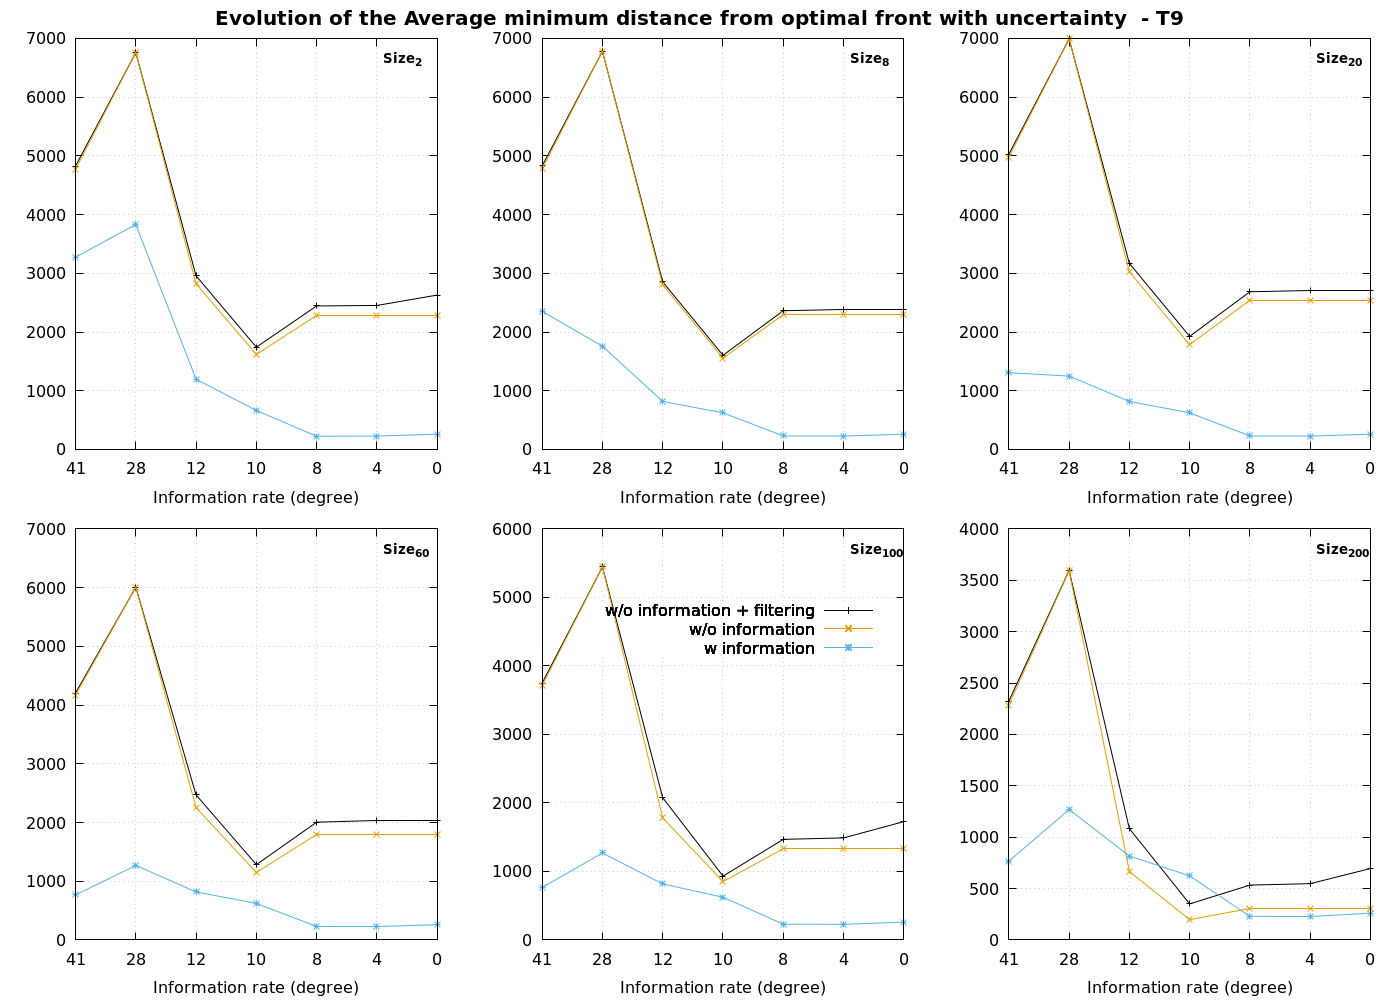 Evolution of the Average minimum distance from optimal front with uncertainty - T9
Size2
7000
6000
5000
4000
3000
2000
1000
0
41 28 12 10 8 4 0
Information rate (degree)
Size8
7000
6000
5000
4000
3000
2000
1000
0
41 28 12 10 8 4 0
Information rate (degree)
Size20
7000
6000
5000
4000
3000
2000
1000
0
41 28 12 10 8 4 0
Information rate (degree)
Size60
7000
6000
5000
4000
3000
2000
1000
0
41 28 12 10 8 4 0
Information rate (degree)
Size100
6000
5000
4000
3000
2000
1000
0
w/o information + filtering
w/o information
w information
41 28 12 10 8 4 0
Information rate (degree)
Size200
4000
3500
3000
2500
2000
1500
1000
500
0
41 28 12 10 8 4 0
Information rate (degree)